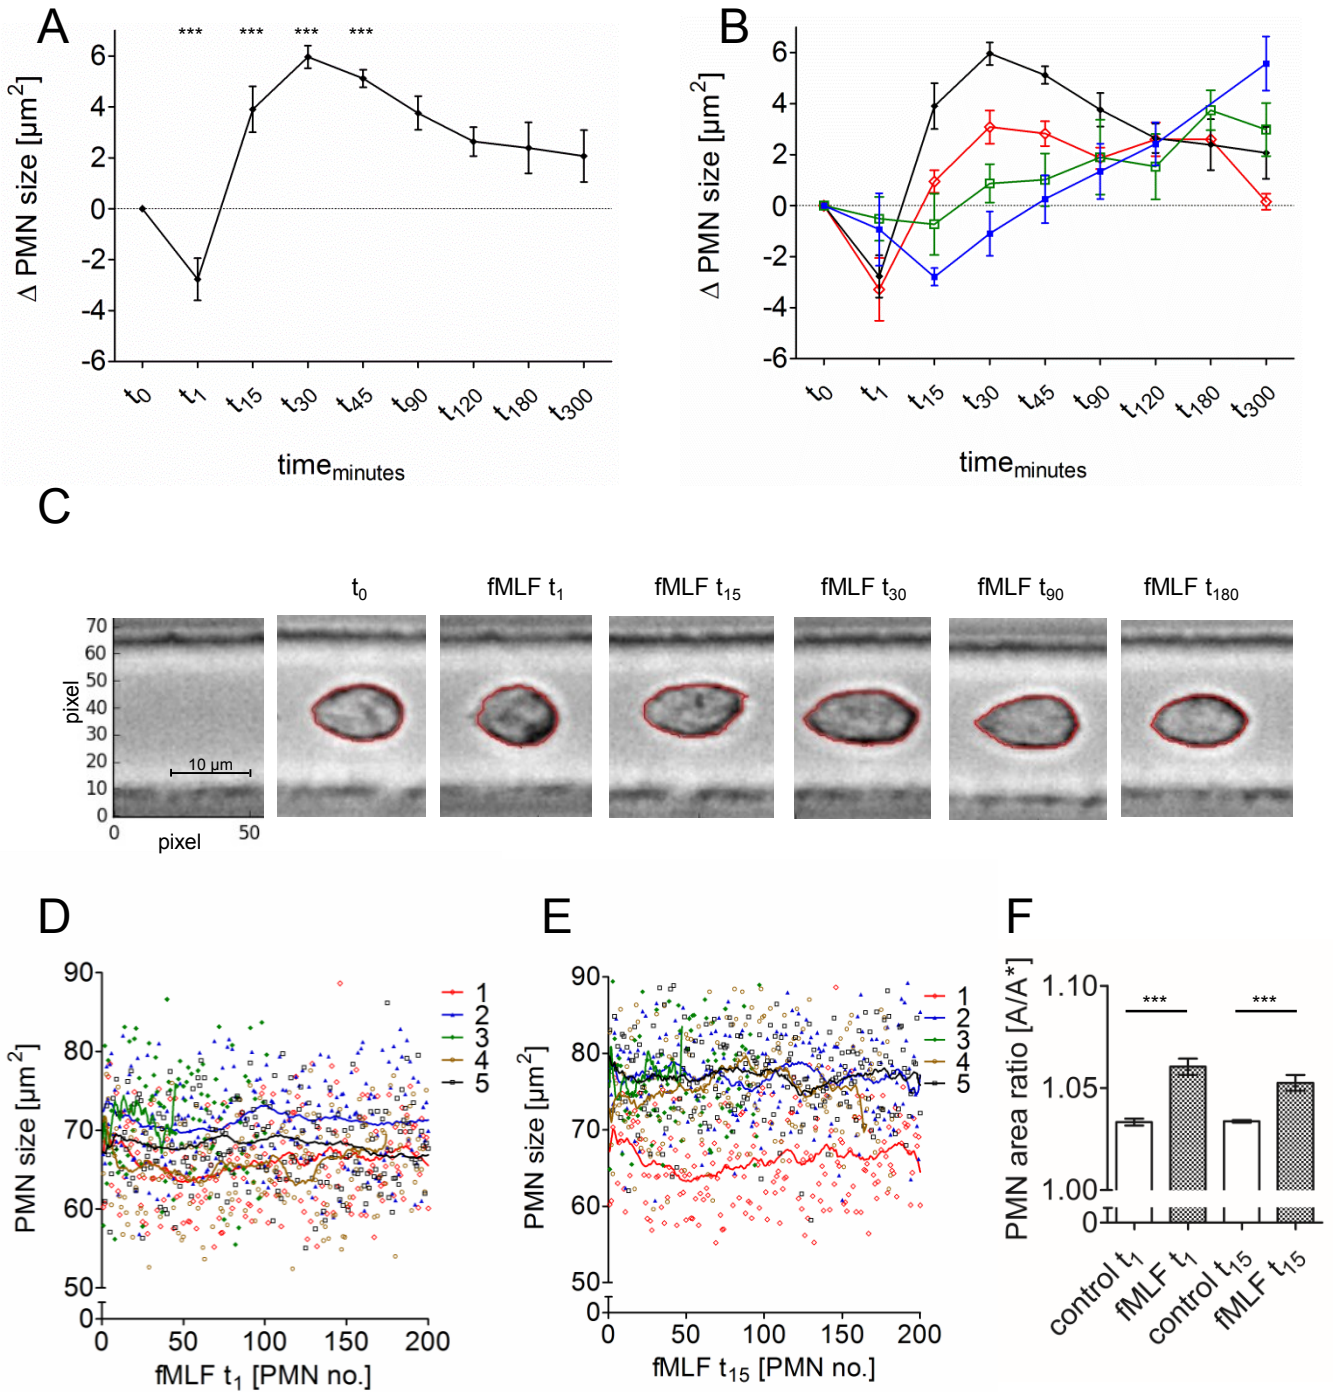 A
*** *** *** ***
Δ PMN size [µm²]
6
4
2
0
-2
-4
-6
t₀ t₁ t₁₅ t₃₀ t₄₅ t₉₀ t₁₂₀ t₁₈₀ t₃₀₀
time minutes
B
Δ PMN size [µm²]
6
4
2
0
-2
-4
-6
t₀ t₁ t₁₅ t₃₀ t₄₅ t₉₀ t₁₂₀ t₁₈₀ t₃₀₀
time minutes
C
t₀ fMLF t₁ fMLF t₁₅ fMLF t₃₀ fMLF t₉₀ fMLF t₁₈₀
pixel
70
60
50
40
30
20
10
0
10 µm
0 50
pixel
D
PMN size [µm²]
90
80
70
60
50
0
0 50 100 150 200
fMLF t₁ [PMN no.]
1
2
3
4
5
E
PMN size [µm²]
90
80
70
60
50
0
0 50 100 150 200
fMLF t₁₅ [PMN no.]
1
2
3
4
5
F
PMN area ratio [A/A*]
1.10
1.05
1.00
0
*** ***
control t₁
fMLF t₁
control t₁₅
fMLF t₁₅